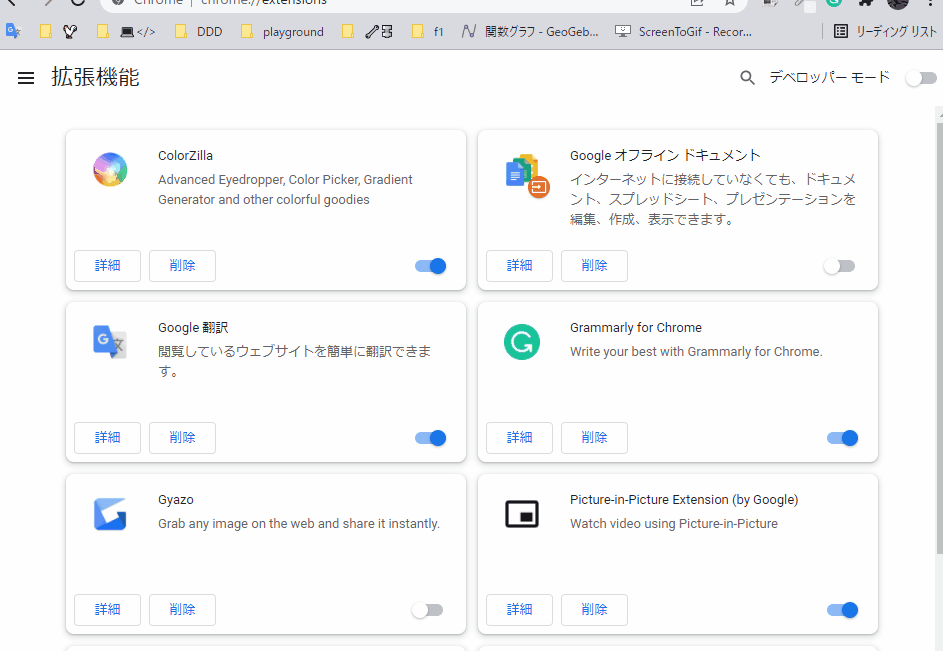 Chrome | chrome://extensions
</>
DDD
playground
f1
関数グラフ - GeoGeb...
ScreenToGif - Recor...
リーディング リスト
拡張機能
デベロッパー モード
ColorZilla
Advanced Eyedropper, Color Picker, Gradient
Generator and other colorful goodies
詳細
削除
Google オフライン ドキュメント
インターネットに接続していなくても、ドキュメ
ント、スプレッドシート、プレゼンテーションを
編集、作成、表示できます。
詳細
削除
Google 翻訳
閲覧しているウェブサイトを簡単に翻訳できま
す。
詳細
削除
Grammarly for Chrome
Write your best with Grammarly for Chrome.
詳細
削除
Gyazo
Grab any image on the web and share it instantly.
詳細
削除
Picture-in-Picture Extension (by Google)
Watch video using Picture-in-Picture
詳細
削除